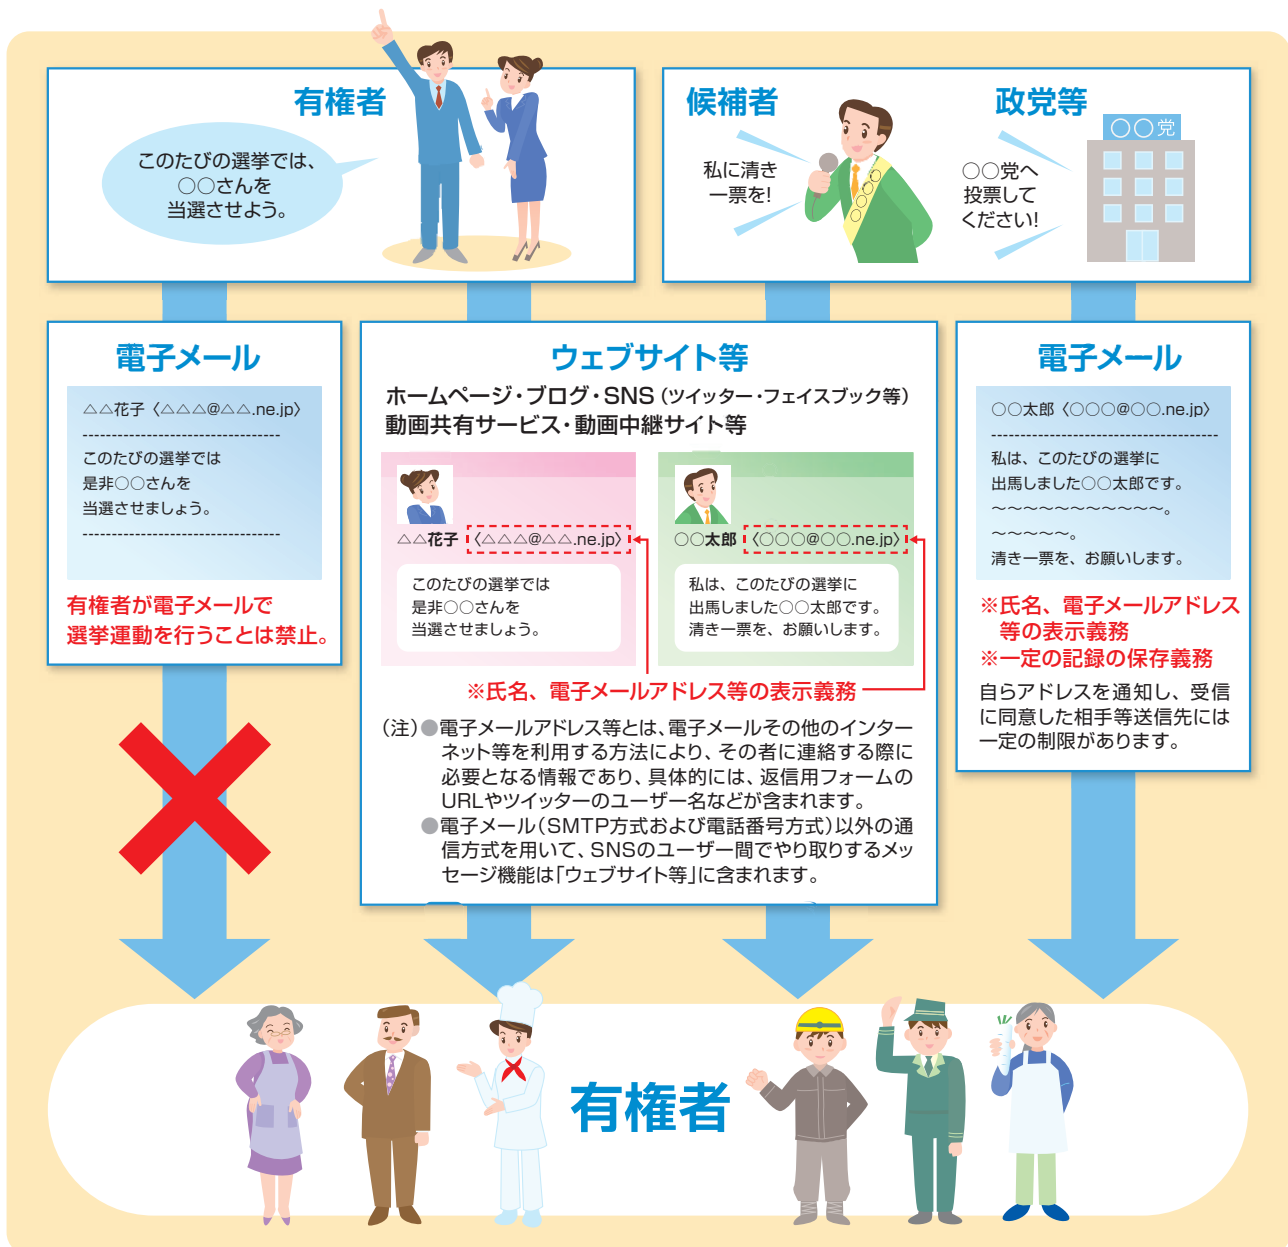 有権者
このたびの選挙では、
○○さんを
当選させよう。
候補者
私に清き
一票を!
政党等
○○党
○○党へ
投票して
ください!
電子メール
△△花子〈△△△@△△.ne.jp〉
----------------------------------
このたびの選挙では
是非○○さんを
当選させましょう。
----------------------------------
有権者が電子メールで
選挙運動を行うことは禁止。
ウェブサイト等
ホームページ・ブログ・SNS（ツイッター・フェイスブック等）
動画共有サービス・動画中継サイト等
△△花子〈△△△@△△.ne.jp〉
このたびの選挙では
是非○○さんを
当選させましょう。
○○太郎〈○○○@○○.ne.jp〉
私は、このたびの選挙に
出馬しました○○太郎です。
清き一票を、お願いします。
※氏名、電子メールアドレス等の表示義務
（注）●電子メールアドレス等とは、電子メールその他のインター
ネット等を利用する方法により、その者に連絡する際に
必要となる情報であり、具体的には、返信用フォームの
URLやツイッターのユーザー名などが含まれます。
●電子メール（SMTP方式および電話番号方式）以外の通
信方式を用いて、SNSのユーザー間でやり取りするメッ
セージ機能は「ウェブサイト等」に含まれます。
電子メール
○○太郎〈○○○@○○.ne.jp〉
---------------------------------------
私は、このたびの選挙に
出馬しました○○太郎です。
～～～～～～～～～～～。
～～～～～。
清き一票を、お願いします。
※氏名、電子メールアドレス
等の表示義務
※一定の記録の保存義務
自らアドレスを通知し、受信
に同意した相手等送信先には
一定の制限があります。
有権者